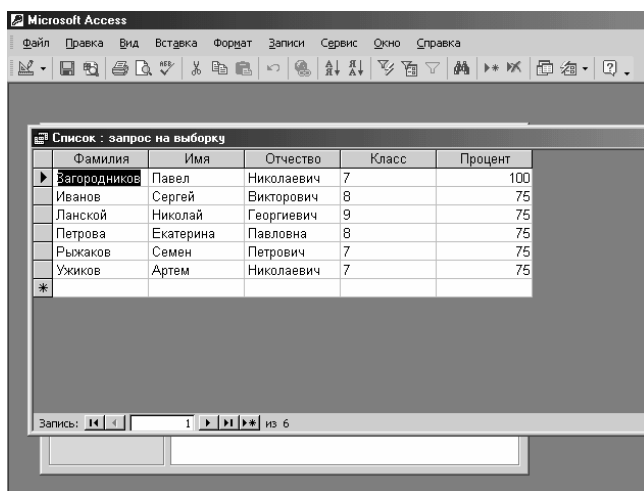 Microsoft Access
Файл Правка Вид Вставка Формат Записи Сервис Окно Справка
Список : запрос на выборку
Фамилия Имя Отчество Класс Процент
Загородников Павел Николаевич 7 100
Иванов Сергей Викторович 8 75
Ланской Николай Георгиевич 9 75
Петрова Екатерина Павловна 8 75
Рыжаков Семен Петрович 7 75
Ужиков Артем Николаевич 7 75
Запись: 1 из 6